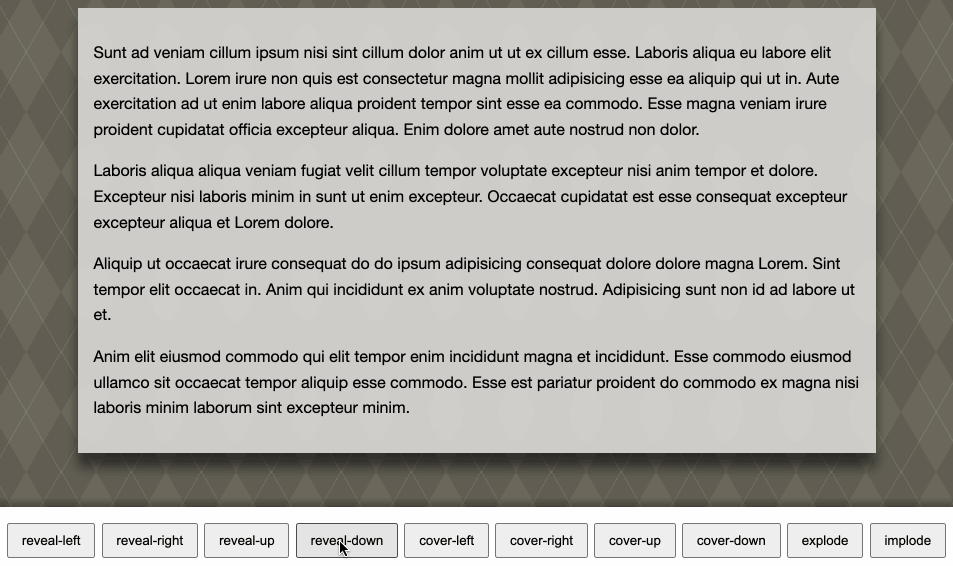 Sunt ad veniam cillum ipsum nisi sint cillum dolor anim ut ut ex cillum esse. Laboris aliqua eu labore elit
exercitation. Lorem irure non quis est consectetur magna mollit adipisicing esse ea aliquip qui ut in. Aute
exercitation ad ut enim labore aliqua proident tempor sint esse ea commodo. Esse magna veniam irure
proident cupidatat officia excepteur aliqua. Enim dolore amet aute nostrud non dolor.
Laboris aliqua aliqua veniam fugiat velit cillum tempor voluptate excepteur nisi anim tempor et dolore.
Excepteur nisi laboris minim in sunt ut enim excepteur. Occaecat cupidatat est esse consequat excepteur
excepteur aliqua et Lorem dolore.
Aliquip ut occaecat irure consequat do do ipsum adipisicing consequat dolore dolore magna Lorem. Sint
tempor elit occaecat in. Anim qui incididunt ex anim voluptate nostrud. Adipisicing sunt non id ad labore ut
et.
Anim elit eiusmod commodo qui elit tempor enim incididunt magna et incididunt. Esse commodo eiusmod
ullamco sit occaecat tempor aliquip esse commodo. Esse est pariatur proident do commodo ex magna nisi
laboris minim laborum sint excepteur minim.
reveal-left reveal-right reveal-up reveal-down cover-left cover-right cover-up cover-down explode implode